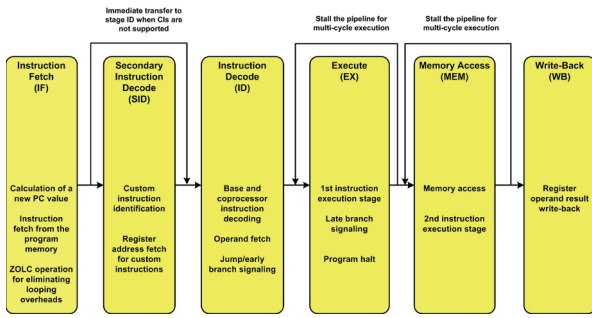 Immediate transfer to
stage ID when CIs are
not supported
Stall the pipeline for
multi-cycle execution
Stall the pipeline for
multi-cycle execution
Instruction
Fetch
(IF)
Calculation of a
new PC value
Instruction
fetch from the
program
memory
ZOLC operation
for eliminating
looping
overheads
Secondary
Instruction
Decode
(SID)
Custom
instruction
identification
Register
address fetch
for custom
instructions
Instruction
Decode
(ID)
Base and
coprocessor
instruction
decoding
Operand fetch
Jump/early
branch signaling
Execute
(EX)
1st instruction
execution stage
Late branch
signaling
Program halt
Memory Access
(MEM)
Memory access
2nd instruction
execution stage
Write-Back
(WB)
Register
operand result
write-back